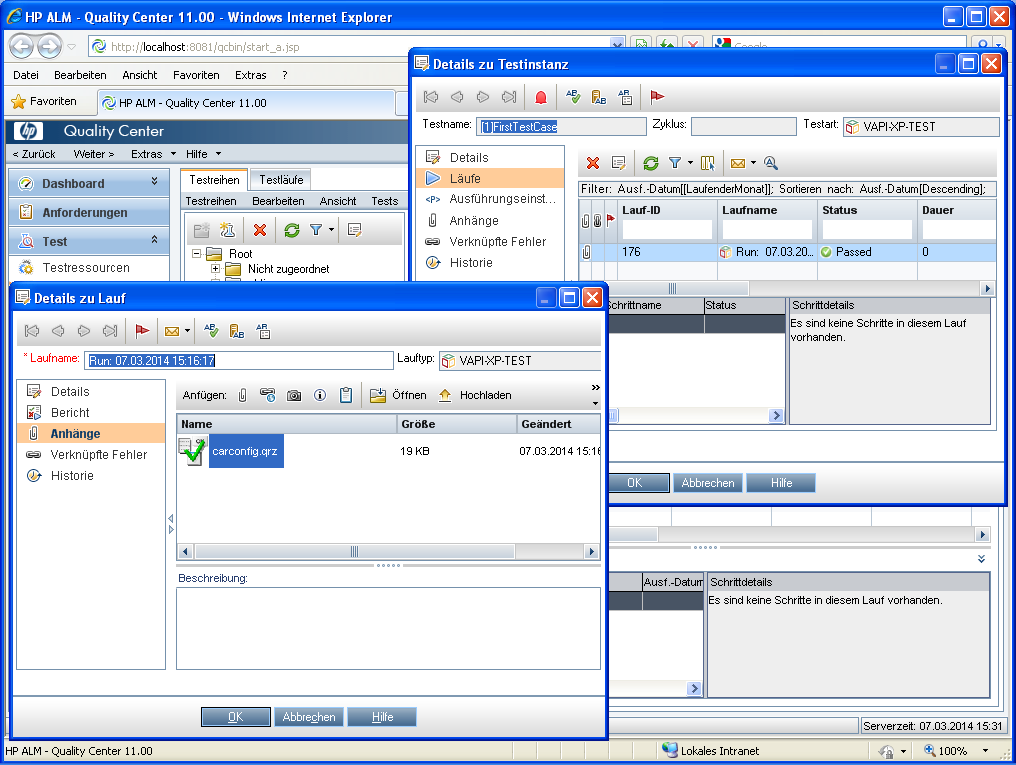 HP ALM - Quality Center 11.00 - Windows Internet Explorer
http://localhost:8081/qcbin/start_a.jsp
Google
Datei Bearbeiten Ansicht Favoriten Extras ?
Favoriten
HP ALM - Quality Center 11.00
hp Quality Center
< Zurück Weiter > Extras Hilfe
Dashboard
Anforderungen
Test
Testressourcen
Testreihen Testläufe
Testreihen Bearbeiten Ansicht Tests
Root
Nicht zugeordnet
Details zu Testinstanz
Testname: [1]FirstTestCase Zyklus: Testart: VAPI-XP-TEST
Details
Läufe
Ausführungseinst...
Anhänge
Verknüpfte Fehler
Historie
Filter: Ausf.-Datum[[LaufenderMonat]]; Sortieren nach: Ausf.-Datum[Descending];
Lauf-ID Laufname Status Dauer
176 Run: 07.03.20... Passed 0
Schrittname Status Schrittdetails
Es sind keine Schritte in diesem Lauf
vorhanden.
OK Abbrechen Hilfe
Details zu Lauf
* Laufname: Run: 07.03.2014 15:16:17 Lauftyp: VAPI-XP-TEST
Details
Bericht
Anhänge
Verknüpfte Fehler
Historie
Anfügen: Öffnen Hochladen »
Name Größe Geändert
carconfig.qrz 19 KB 07.03.2014 15:16
Beschreibung:
OK Abbrechen Hilfe
Ausf.-Datum Schrittdetails
Es sind keine Schritte in diesem Lauf vorhanden.
Serverzeit: 07.03.2014 15:31
HP ALM - Quality Center 11.00 Lokales Intranet 100%